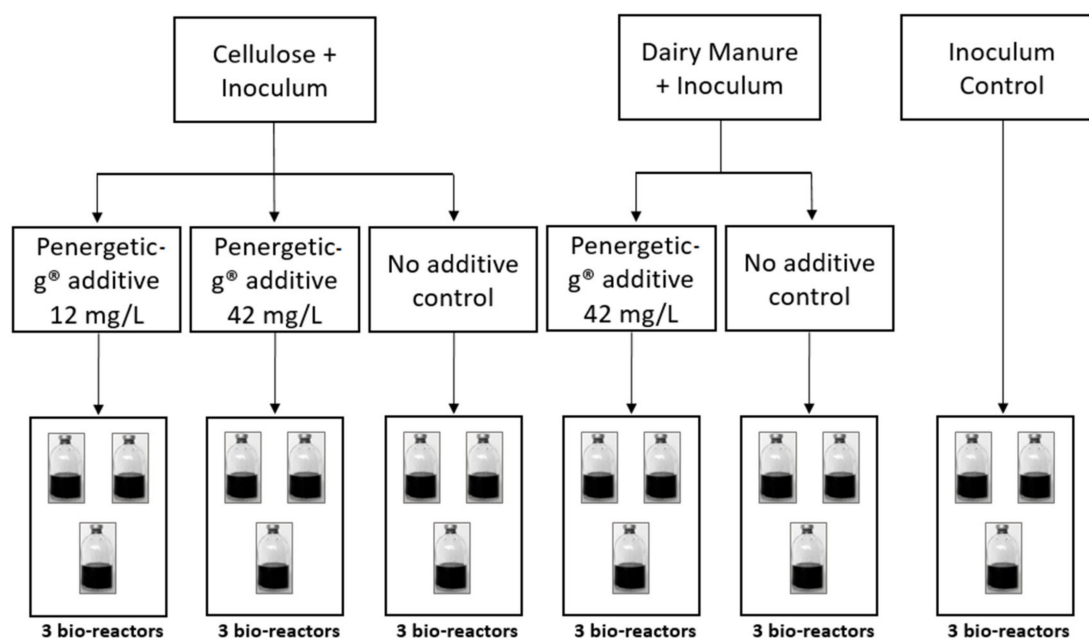 Cellulose +
Inoculum
Dairy Manure
+ Inoculum
Inoculum
Control
Penergetic-
g® additive
12 mg/L
Penergetic-
g® additive
42 mg/L
No additive
control
Penergetic-
g® additive
42 mg/L
No additive
control
3 bio-reactors
3 bio-reactors
3 bio-reactors
3 bio-reactors
3 bio-reactors
3 bio-reactors